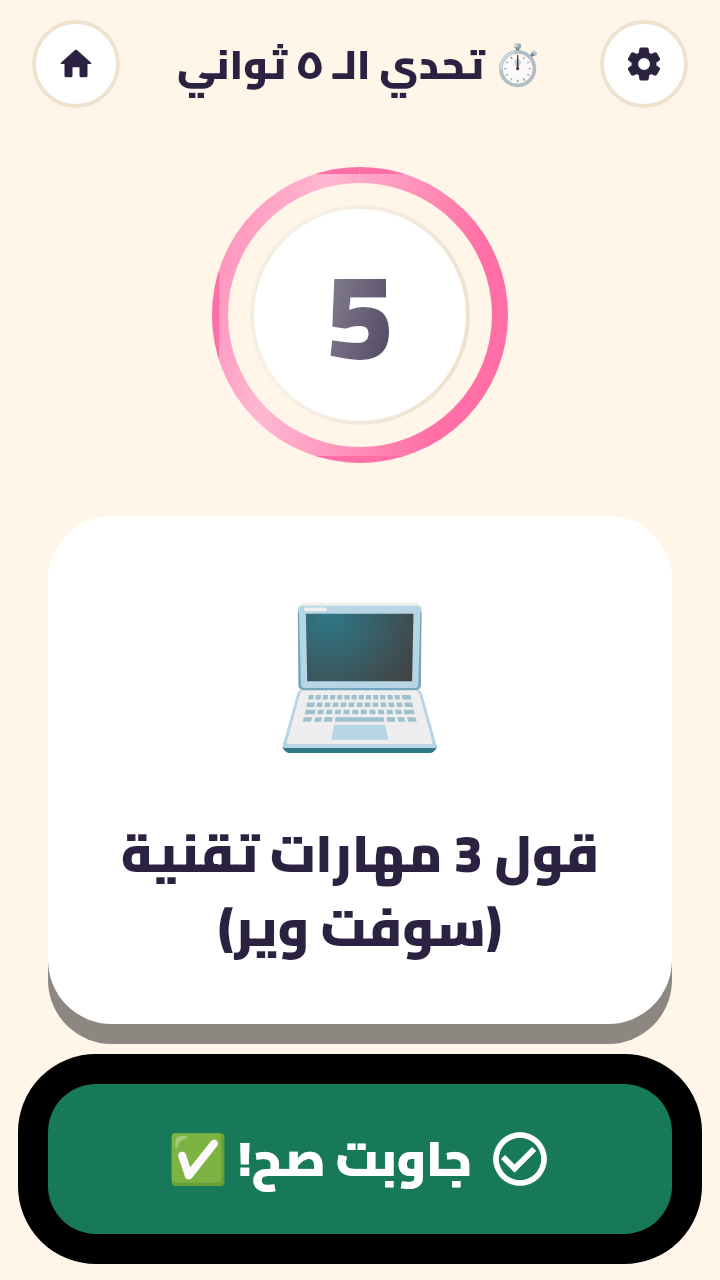 ⏱️ تحدي الـ ٥ ثواني
5
قول 3 مهارات تقنية
(سوفت وير)
جاوبت صح! ✅